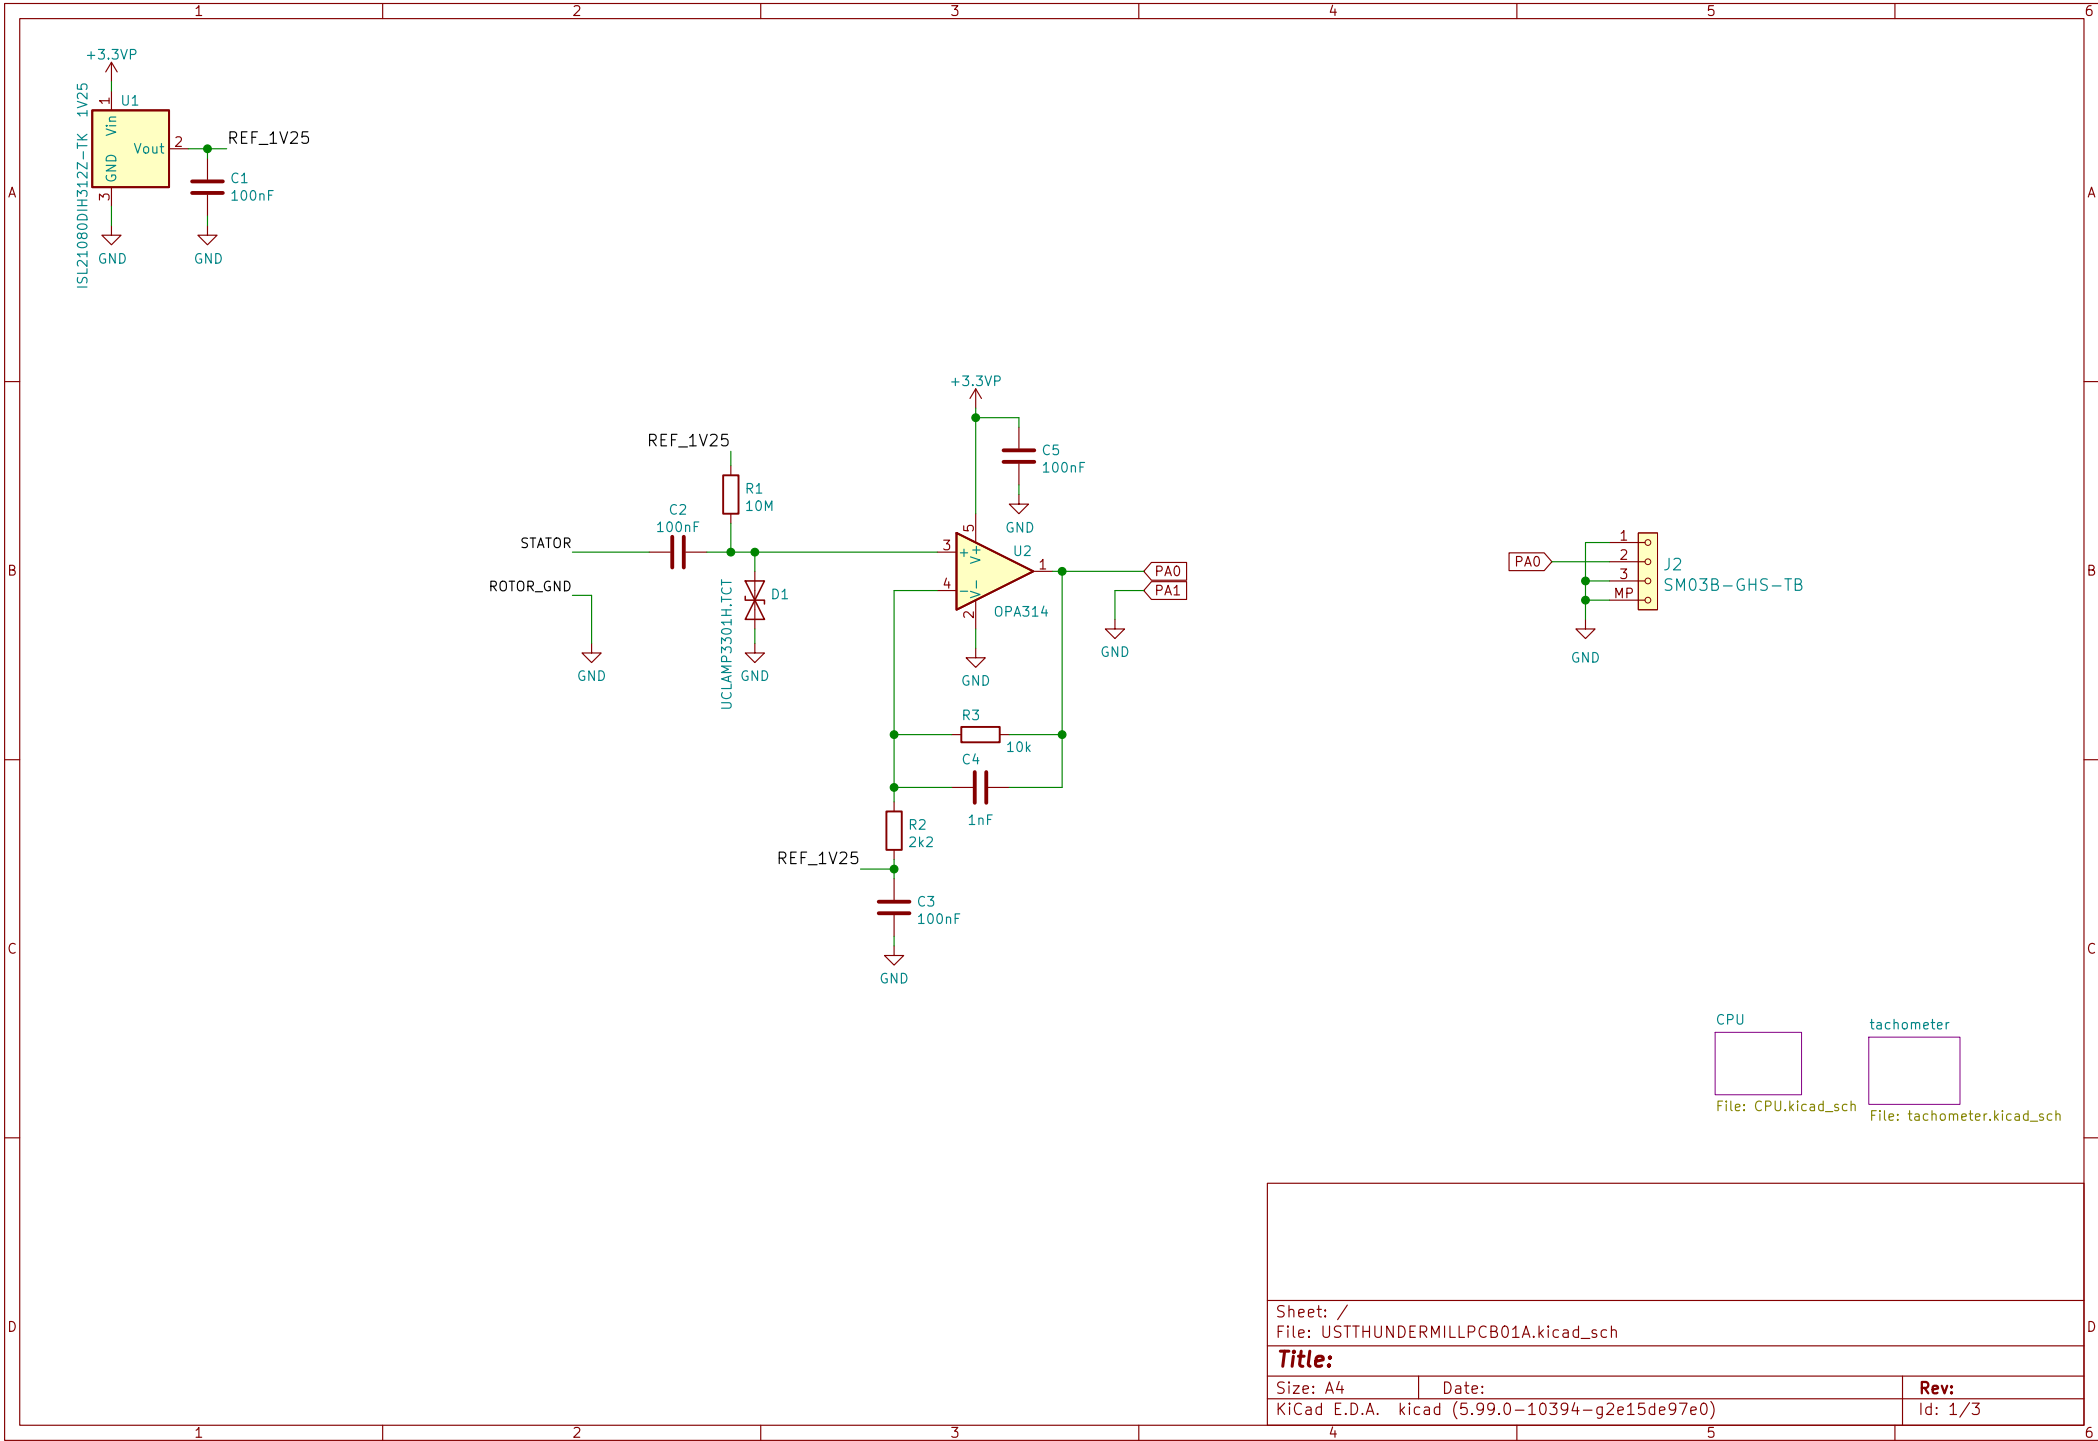 1 2 3 4 5 6
A
B
C
D
A
B
C
D
+3.3VP
U1
ISL21080DIH312Z-TK 1V25
1
Vin
GND
Vout
2
3
REF_1V25
C1
100nF
GND
GND
+3.3VP
C5
100nF
GND
REF_1V25
R1
10M
C2
100nF
STATOR
ROTOR_GND
GND
UCLAMP3301H.TCT
D1
GND
3
4
5
V+
V-
2
+
-
U2
1
OPA314
GND
PA0
PA1
GND
R3
10k
C4
1nF
R2
2k2
REF_1V25
C3
100nF
GND
PA0
1
2
3
MP
J2
SM03B-GHS-TB
GND
CPU
File: CPU.kicad_sch
tachometer
File: tachometer.kicad_sch
Sheet: /
File: USTTHUNDERMILLPCB01A.kicad_sch
Title:
Size: A4 Date: Rev:
KiCad E.D.A. kicad (5.99.0-10394-g2e15de97e0) Id: 1/3
1 2 3 4 5 6